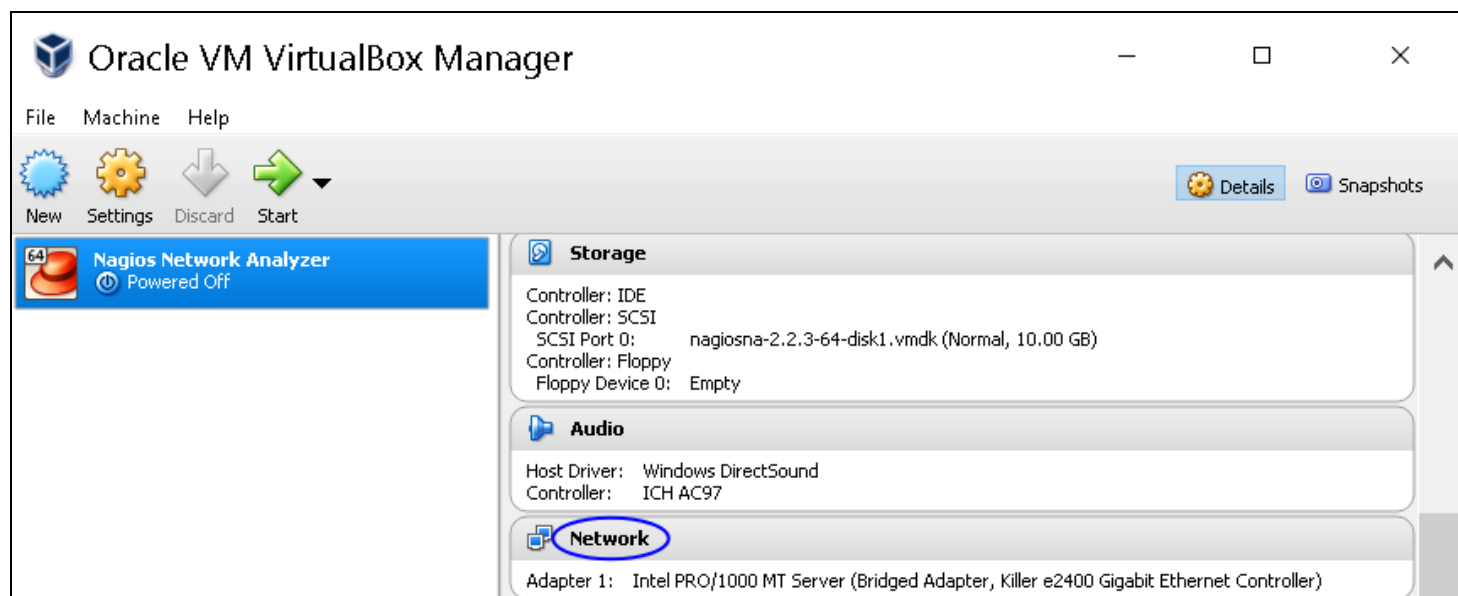 Oracle VM VirtualBox Manager
File Machine Help
New Settings Discard Start
Details Snapshots
64
Nagios Network Analyzer
Powered Off
Storage
Controller: IDE
Controller: SCSI
SCSI Port 0: nagiosna-2.2.3-64-disk1.vmdk (Normal, 10.00 GB)
Controller: Floppy
Floppy Device 0: Empty
Audio
Host Driver: Windows DirectSound
Controller: ICH AC97
Network
Adapter 1: Intel PRO/1000 MT Server (Bridged Adapter, Killer e2400 Gigabit Ethernet Controller)